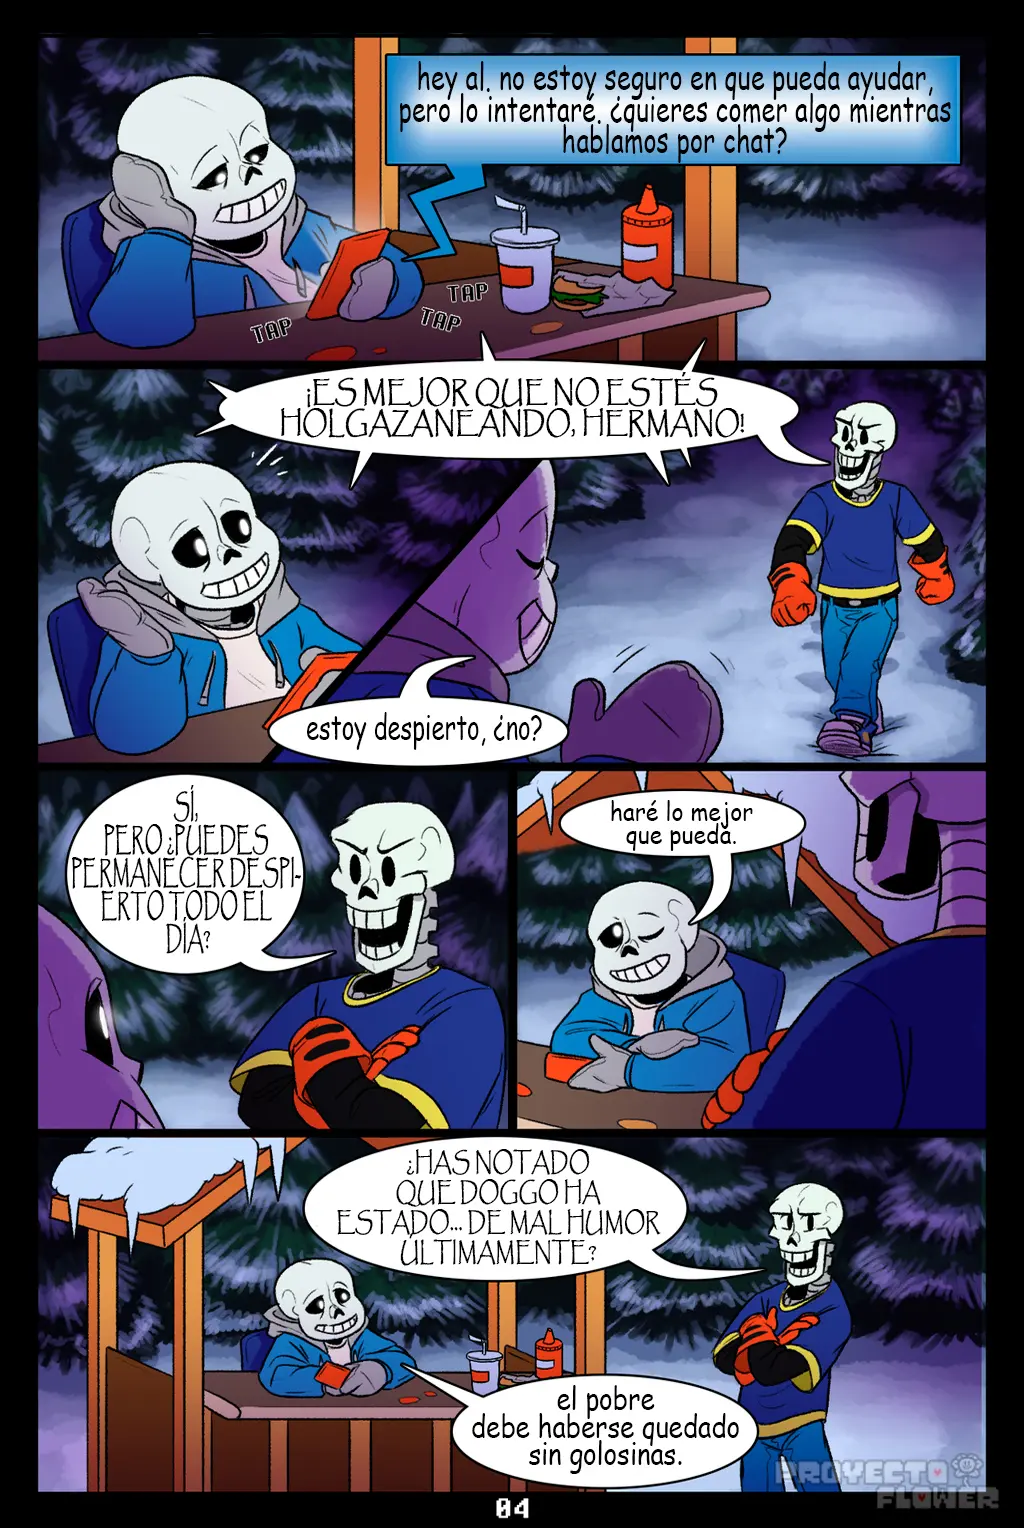 hey al. no estoy seguro en que pueda ayudar,
pero lo intentaré. ¿quieres comer algo mientras
hablamos por chat?
TAP
TAP
TAP
¡ES MEJOR QUE NO ESTÉS
HOLGAZANEANDO, HERMANO!
estoy despierto, ¿no?
SÍ,
PERO ¿PUEDES
PERMANECER DESPI-
ERTO TODO EL
DÍA?
haré lo mejor
que pueda.
¿HAS NOTADO
QUE DOGGO HA
ESTADO... DE MAL HUMOR
ÚLTIMAMENTE?
el pobre
debe haberse quedado
sin golosinas.
PROYECTO
FLOWER
04